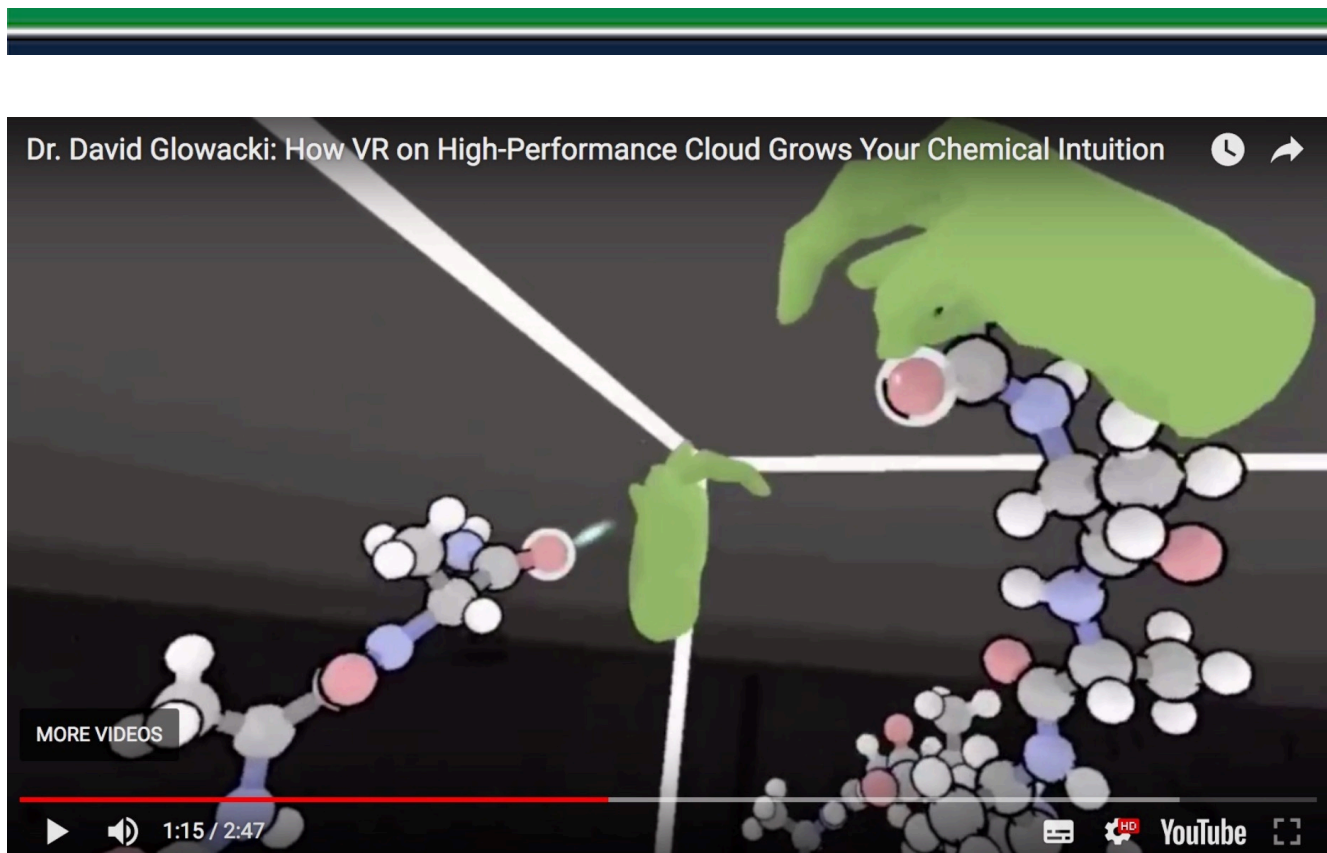 Dr. David Glowacki: How VR on High-Performance Cloud Grows Your Chemical Intuition
MORE VIDEOS
1:15 / 2:47
HD
YouTube